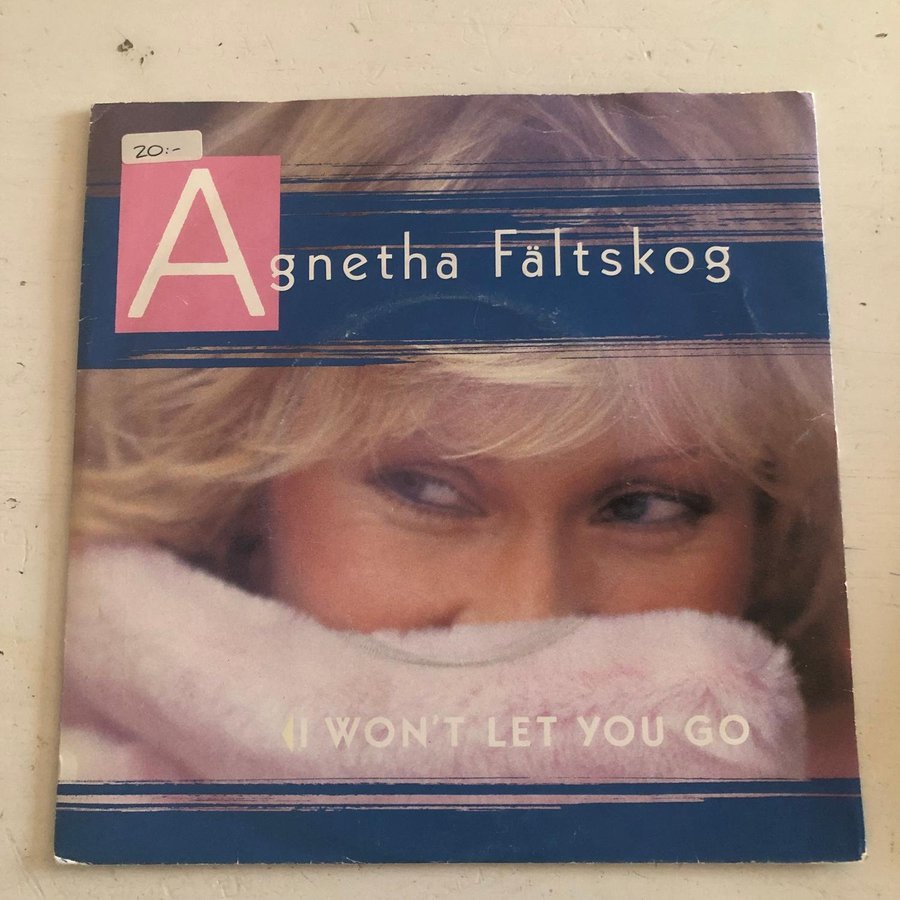 20:-
Agnetha Fältskog
I WON'T LET YOU GO